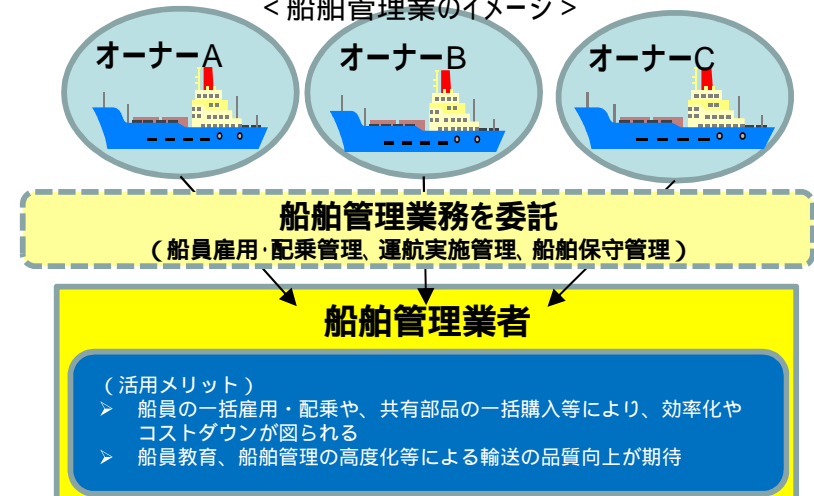 <船舶管理業のイメージ>
オーナーA
オーナーB
オーナーC
船舶管理業務を委託
(船員雇用・配乗管理、運航実施管理、船舶保守管理)
船舶管理業者
(活用メリット)
➢ 船員の一括雇用・配乗や、共有部品の一括購入等により、効率化や
コストダウンが図られる
➢ 船員教育、船舶管理の高度化等による輸送の品質向上が期待